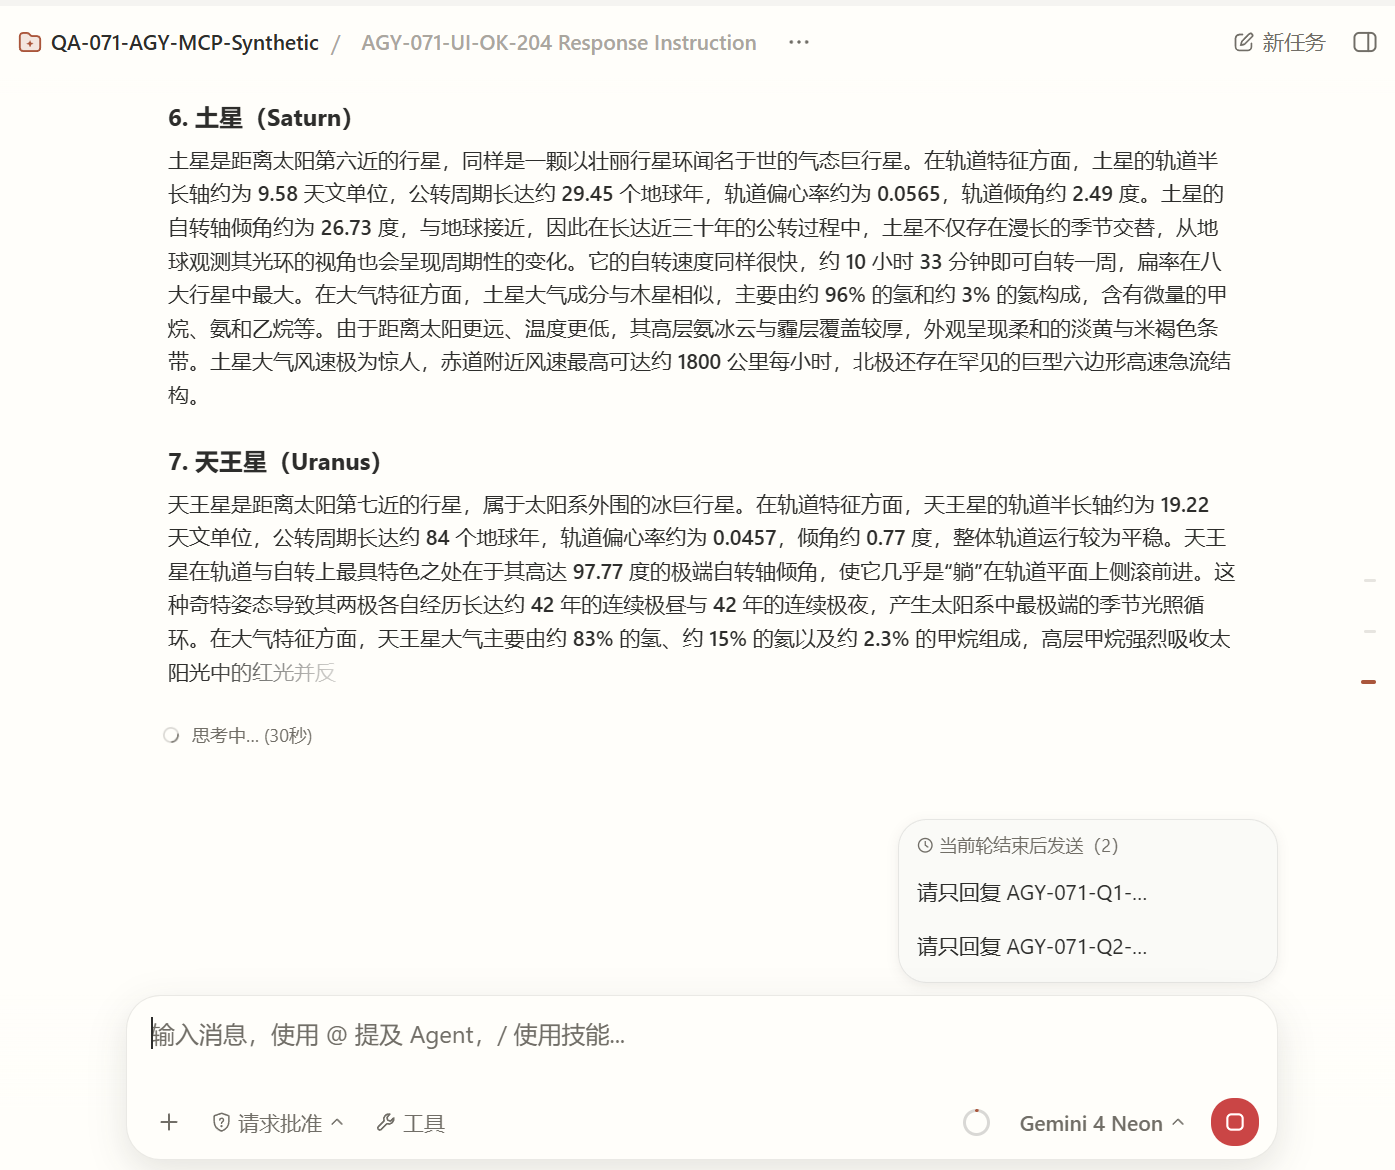 QA-071-AGY-MCP-Synthetic / AGY-071-UI-OK-204 Response Instruction ··· 新任务
6. 土星（Saturn）
土星是距离太阳第六近的行星，同样是一颗以壮丽行星环闻名于世的气态巨行星。在轨道特征方面，土星的轨道半
长轴约为 9.58 天文单位，公转周期长达约 29.45 个地球年，轨道偏心率约为 0.0565，轨道倾角约 2.49 度。土星的
自转轴倾角约为 26.73 度，与地球接近，因此在长达近三十年的公转过程中，土星不仅存在漫长的季节交替，从地
球观测其光环的视角也会呈现周期性的变化。它的自转速度同样很快，约 10 小时 33 分钟即可自转一周，扁率在八
大行星中最大。在大气特征方面，土星大气成分与木星相似，主要由约 96% 的氢和约 3% 的氦构成，含有微量的甲
烷、氨和乙烷等。由于距离太阳更远、温度更低，其高层氨冰云与霾层覆盖较厚，外观呈现柔和的淡黄与米褐色条
带。土星大气风速极为惊人，赤道附近风速最高可达约 1800 公里每小时，北极还存在罕见的巨型六边形高速急流结
构。
7. 天王星（Uranus）
天王星是距离太阳第七近的行星，属于太阳系外围的冰巨行星。在轨道特征方面，天王星的轨道半长轴约为 19.22
天文单位，公转周期长达约 84 个地球年，轨道偏心率约为 0.0457，倾角约 0.77 度，整体轨道运行较为平稳。天王
星在轨道与自转上最具特色之处在于其高达 97.77 度的极端自转轴倾角，使它几乎是“躺”在轨道平面上侧滚前进。这
种奇特姿态导致其两极各自经历长达约 42 年的连续极昼与 42 年的连续极夜，产生太阳系中最极端的季节光照循
环。在大气特征方面，天王星大气主要由约 83% 的氢、约 15% 的氦以及约 2.3% 的甲烷组成，高层甲烷强烈吸收太
阳光中的红光并反
思考中... (30秒)
当前轮结束后发送（2）
请只回复 AGY-071-Q1-...
请只回复 AGY-071-Q2-...
输入消息，使用 @ 提及 Agent，/ 使用技能...
请求批准 工具 Gemini 4 Neon